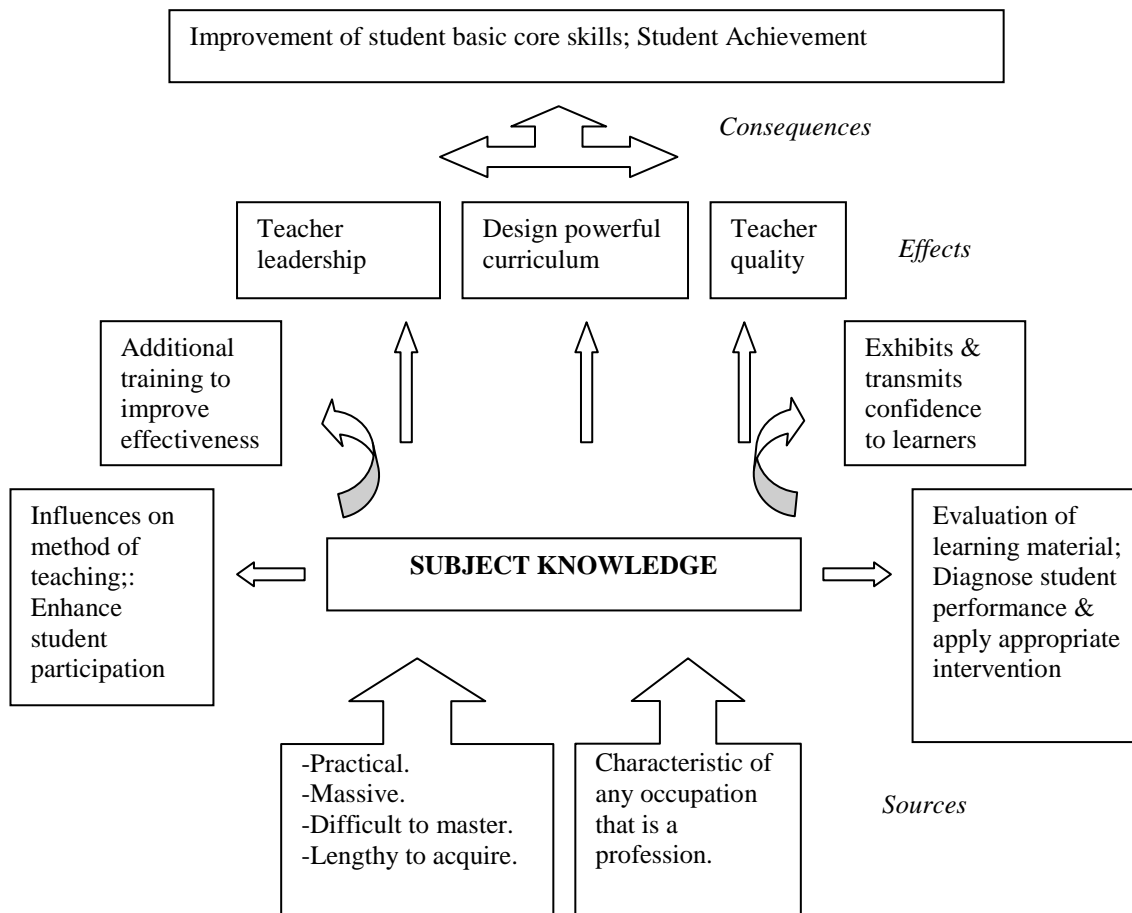 Improvement of student basic core skills; Student Achievement
Consequences
Teacher
leadership
Design powerful
curriculum
Teacher
quality
Effects
Additional
training to
improve
effectiveness
Exhibits &
transmits
confidence
to learners
Influences on
method of
teaching;:
Enhance
student
participation
SUBJECT KNOWLEDGE
Evaluation of
learning material;
Diagnose student
performance &
apply appropriate
intervention
-Practical.
-Massive.
-Difficult to master.
-Lengthy to acquire.
Characteristic of
any occupation
that is a
profession.
Sources